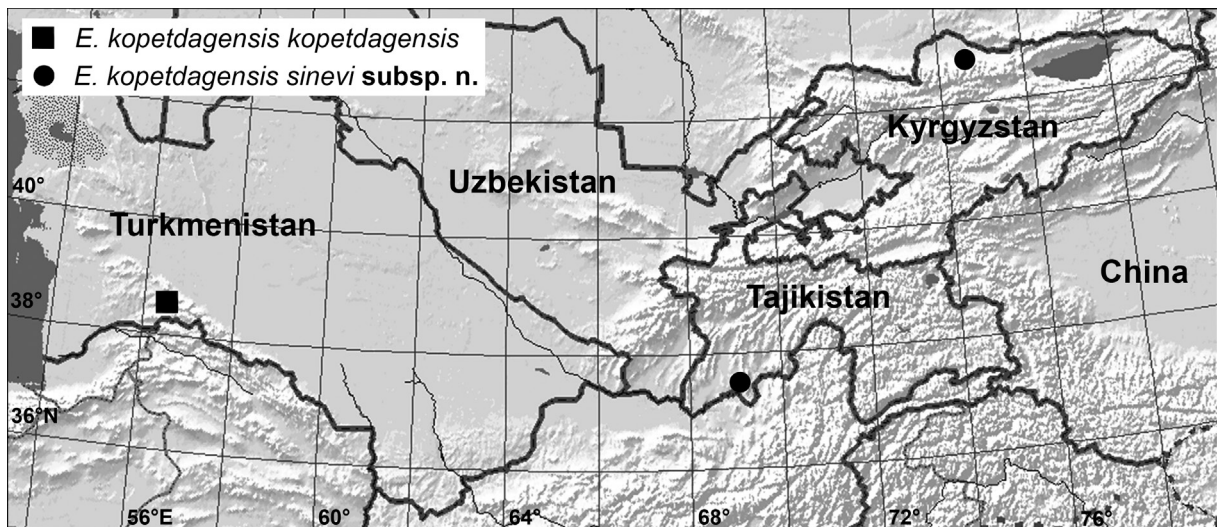 E. kopetdagensis kopetdagensis
E. kopetdagensis sinevi subsp. n.
Kyrgyzstan
Uzbekistan
40°
Turkmenistan
China
38°
Tajikistan
36°N
56°E 60° 64° 68° 72° 76°